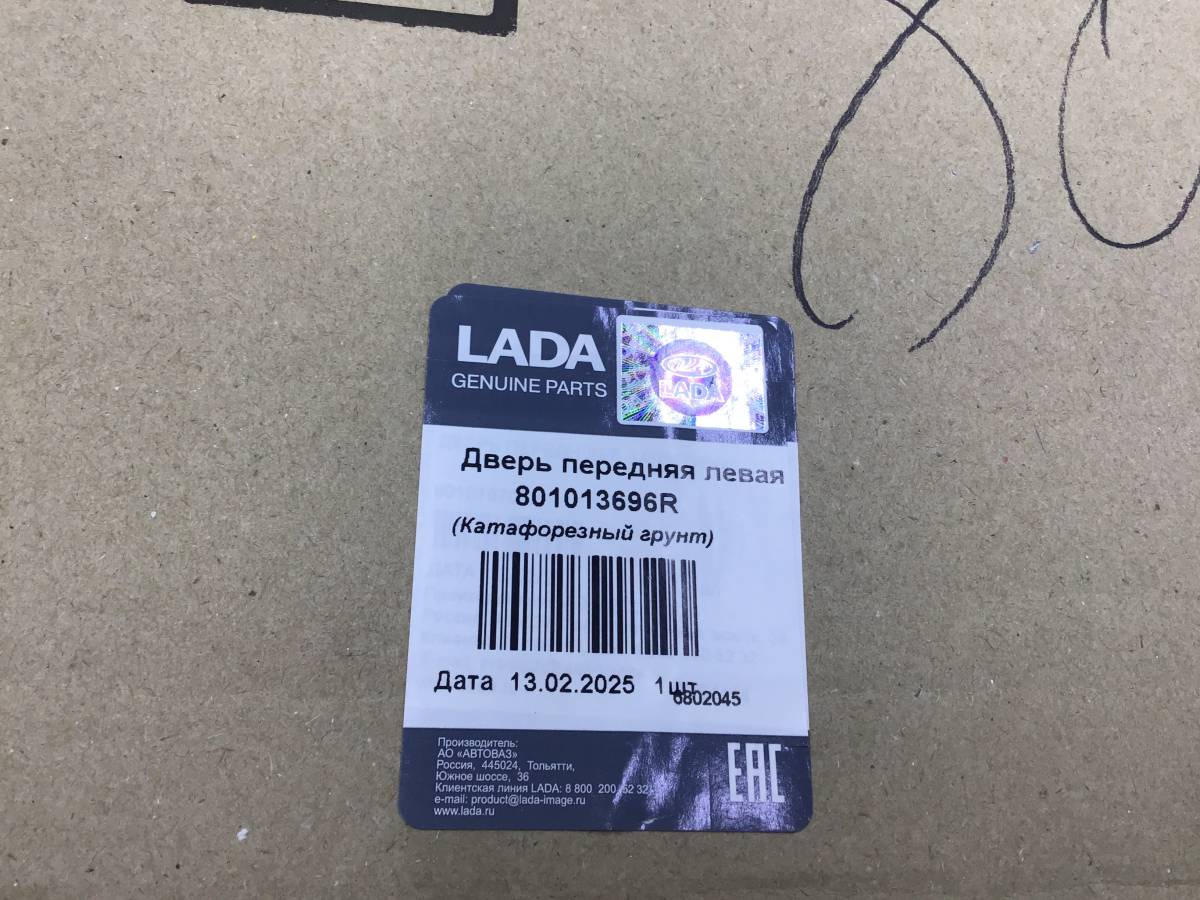 LADA
GENUINE PARTS
LADA
Дверь передняя левая
801013696R
(Катафорезный грунт)
Дата 13.02.2025 1 шт
6802045
Производитель:
АО «АВТОВАЗ»
Россия, 445024, Тольятти,
Южное шоссе, 36
Клиентская линия LADA: 8 800 200 52 32
e-mail: product@lada-image.ru
www.lada.ru
EAC